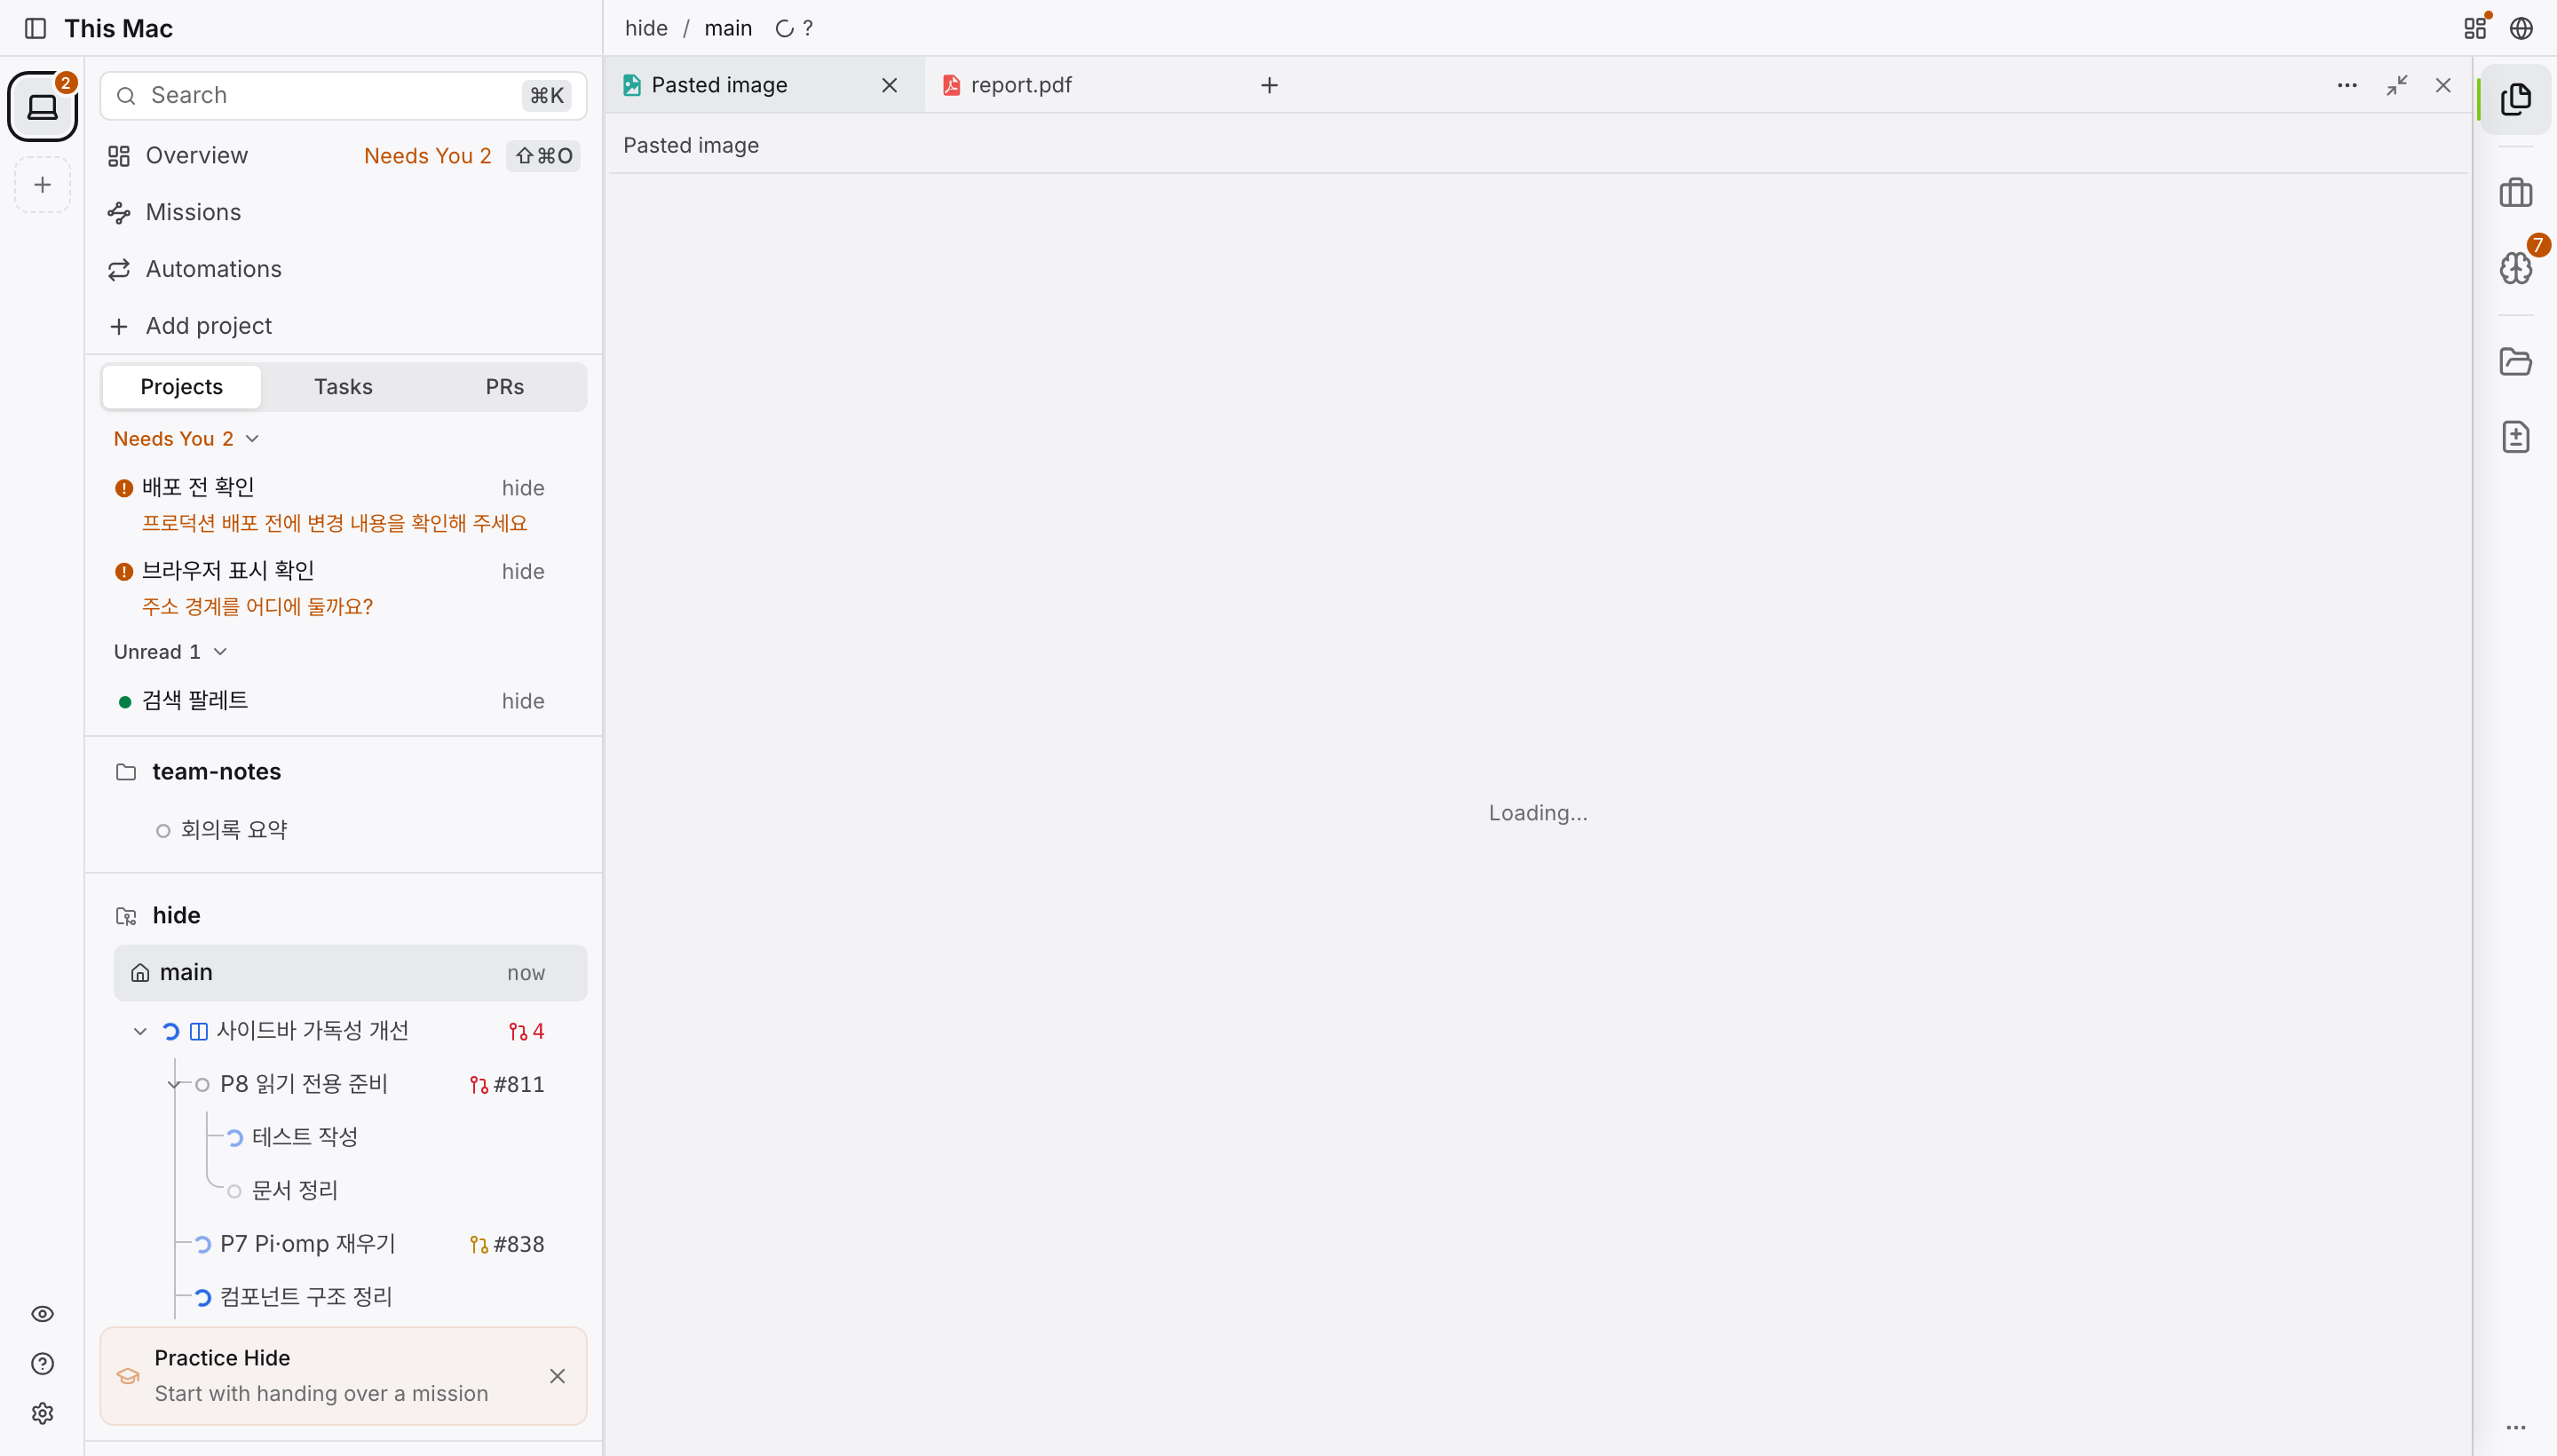 This Mac
hide / main ?
2
Search ⌘K
Overview Needs You 2 ⇧⌘O
Missions
Automations
Add project
Projects Tasks PRs
Needs You 2
배포 전 확인 hide
프로덕션 배포 전에 변경 내용을 확인해 주세요
브라우저 표시 확인 hide
주소 경계를 어디에 둘까요?
Unread 1
검색 팔레트 hide
team-notes
회의록 요약
hide
main now
사이드바 가독성 개선 4
P8 읽기 전용 준비 #811
테스트 작성
문서 정리
P7 Pi·omp 재우기 #838
컴포넌트 구조 정리
Practice Hide
Start with handing over a mission
Pasted image report.pdf
Pasted image
Loading...
7